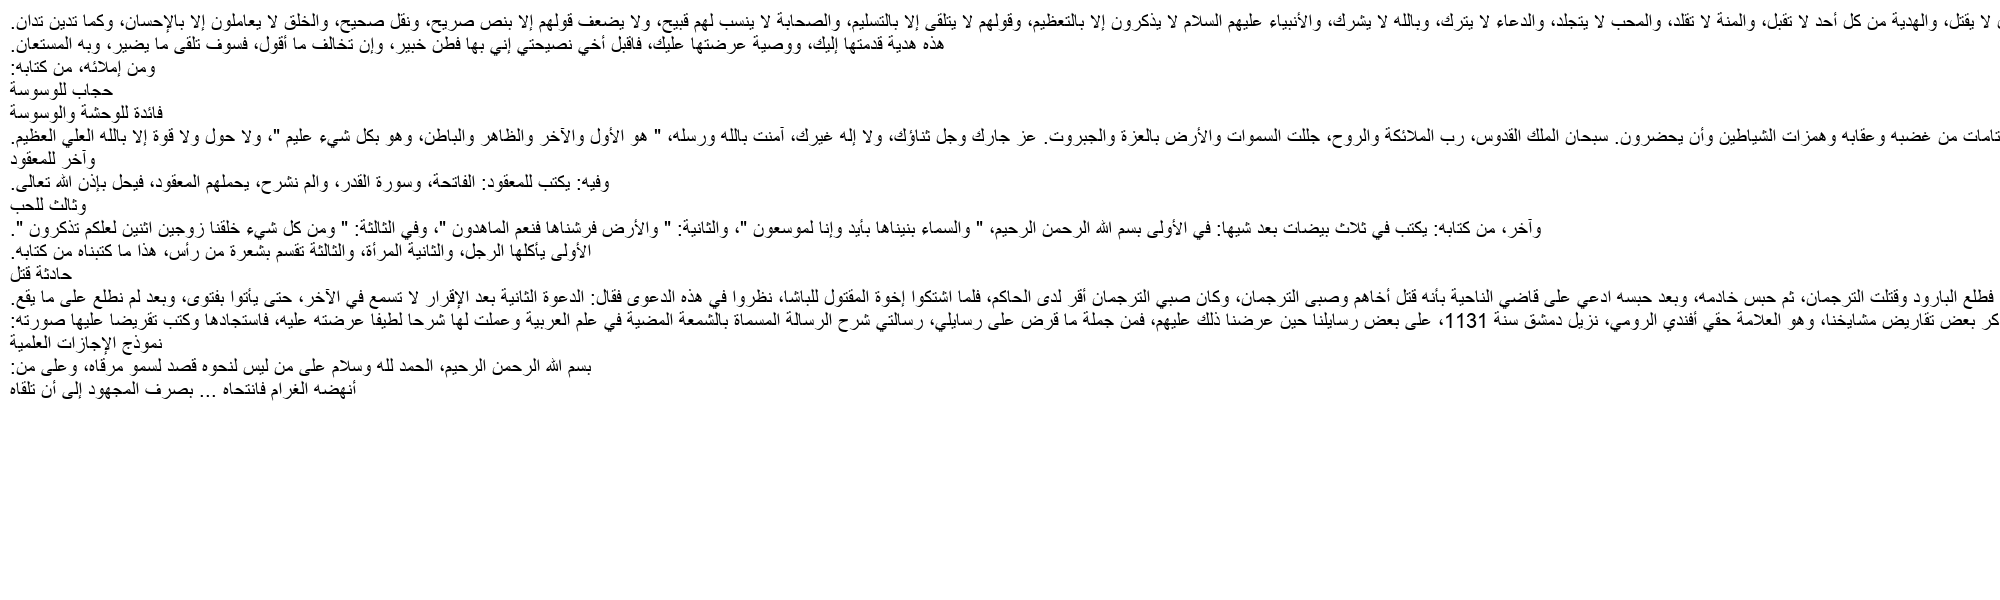 لا يقتل، والهدية من كل أحد لا تقبل، والمنة لا تقلد، والمحب لا يتجلد، والدعاء لا يترك، وبالله لا يشرك، والأنبياء عليهم السلام لا يذكرون إلا بالتعظيم، وقولهم لا يتلقى إلا بالتسليم، والصحابة لا ينسب لهم قبيح، ولا يضعف قولهم إلا بنص صريح، ونقل صحيح، والخلق لا يعاملون إلا بالإحسان، وكما تدين تدان.
هذه هدية قدمتها إليك، ووصية عرضتها عليك، فاقبل أخي نصيحتي إني بها فطن خبير، وإن تخالف ما أقول، فسوف تلقى ما يضير، وبه المستعان.
ومن إملائه، من كتابه:
حجاب للوسوسة
فائدة للوحشة والوسوسة
تامات من غضبه وعقابه وهمزات الشياطين وأن يحضرون. سبحان الملك القدوس، رب الملائكة والروح، جللت السموات والأرض بالعزة والجبروت. عز جارك وجل ثناؤك، ولا إله غيرك، آمنت بالله ورسله، " هو الأول والآخر والظاهر والباطن، وهو بكل شيء عليم "، ولا حول ولا قوة إلا بالله العلي العظيم.
وآخر للمعقود
وفيه: يكتب للمعقود: الفاتحة، وسورة القدر، والم نشرح، يحملهم المعقود، فيحل بإذن الله تعالى.
وثالث للحب
وآخر، من كتابه: يكتب في ثلاث بيضات بعد شيها: في الأولى بسم الله الرحمن الرحيم، " والسماء بنيناها بأيد وإنا لموسعون "، والثانية: " والأرض فرشناها فنعم الماهدون "، وفي الثالثة: " ومن كل شيء خلقنا زوجين اثنين لعلكم تذكرون ".
الأولى يأكلها الرجل، والثانية المرأة، والثالثة تقسم بشعرة من رأس، هذا ما كتبناه من كتابه.
حادثة قتل
فطلع البارود وقتلت الترجمان، ثم حبس خادمه، وبعد حبسه ادعي على قاضي الناحية بأنه قتل أخاهم وصبى الترجمان، وكان صبي الترجمان أقر لدى الحاكم، فلما اشتكوا إخوة المقتول للباشا، نظروا في هذه الدعوى فقال: الدعوة الثانية بعد الإقرار لا تسمع في الآخر، حتى يأتوا بفتوى، وبعد لم نطلع على ما يقع.
كر بعض تقاريض مشايخنا، وهو العلامة حقي أفندي الرومي، نزيل دمشق سنة 1131، على بعض رسايلنا حين عرضنا ذلك عليهم، فمن جملة ما قرض على رسايلي، رسالتي شرح الرسالة المسماة بالشمعة المضية في علم العربية وعملت لها شرحا لطيفا عرضته عليه، فاستجادها وكتب تقريضا عليها صورته:
نموذج الإجازات العلمية
بسم الله الرحمن الرحيم، الحمد لله وسلام على من ليس لنحوه قصد لسمو مرقاه، وعلى من:
أنهضه الغرام فانتحاه ... بصرف المجهود إلى أن تلقاه